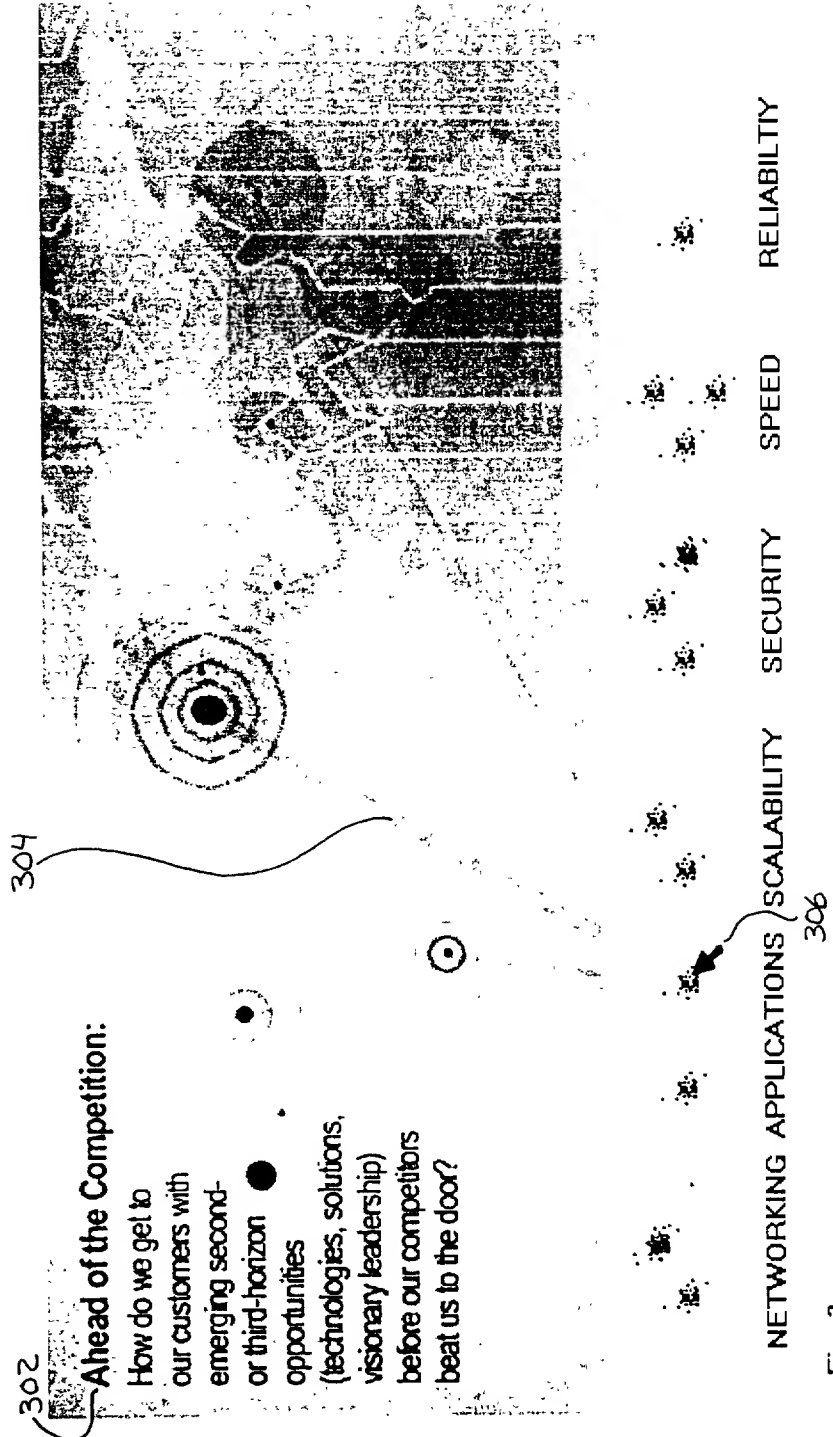 302
Ahead of the Competition:
How do we get to
our customers with
emerging second-
or third-horizon
opportunities
(technologies, solutions,
visionary leadership)
before our competitors
beat us to the door?
304
306
NETWORKING APPLICATIONS SCALABILITY SECURITY SPEED RELIABILTIY